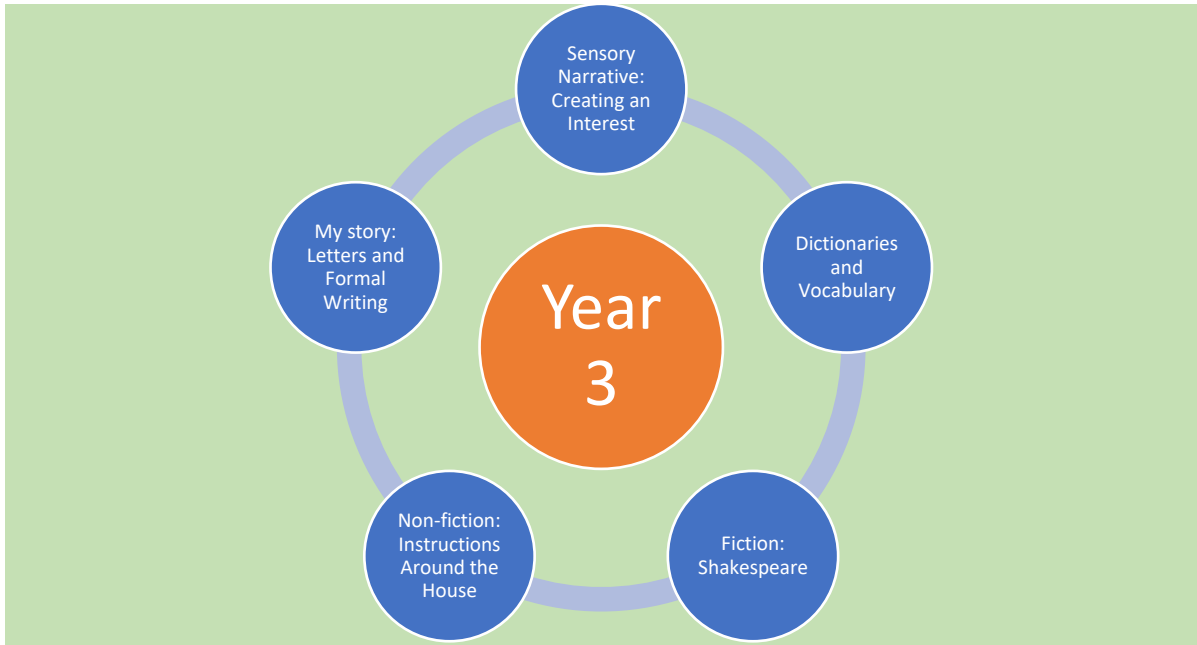 Sensory
Narrative:
Creating an
Interest
Dictionaries
and
Vocabulary
Fiction:
Shakespeare
Non-fiction:
Instructions
Around the
House
My story:
Letters and
Formal
Writing
Year
3